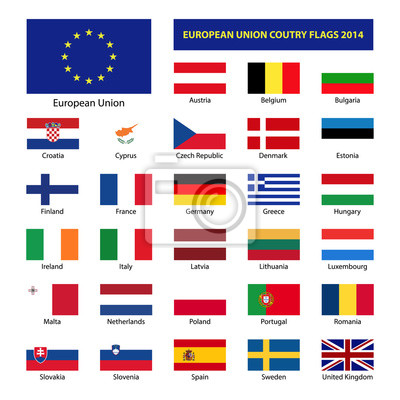 EUROPEAN UNION COUTRY FLAGS 2014
European Union
Austria
Belgium
Bulgaria
Croatia
Cyprus
Czech Republic
Denmark
Estonia
Finland
France
Germany
Greece
Hungary
Ireland
Italy
Latvia
Lithuania
Luxembourg
Malta
Netherlands
Poland
Portugal
Romania
Slovakia
Slovenia
Spain
Sweden
United Kingdom